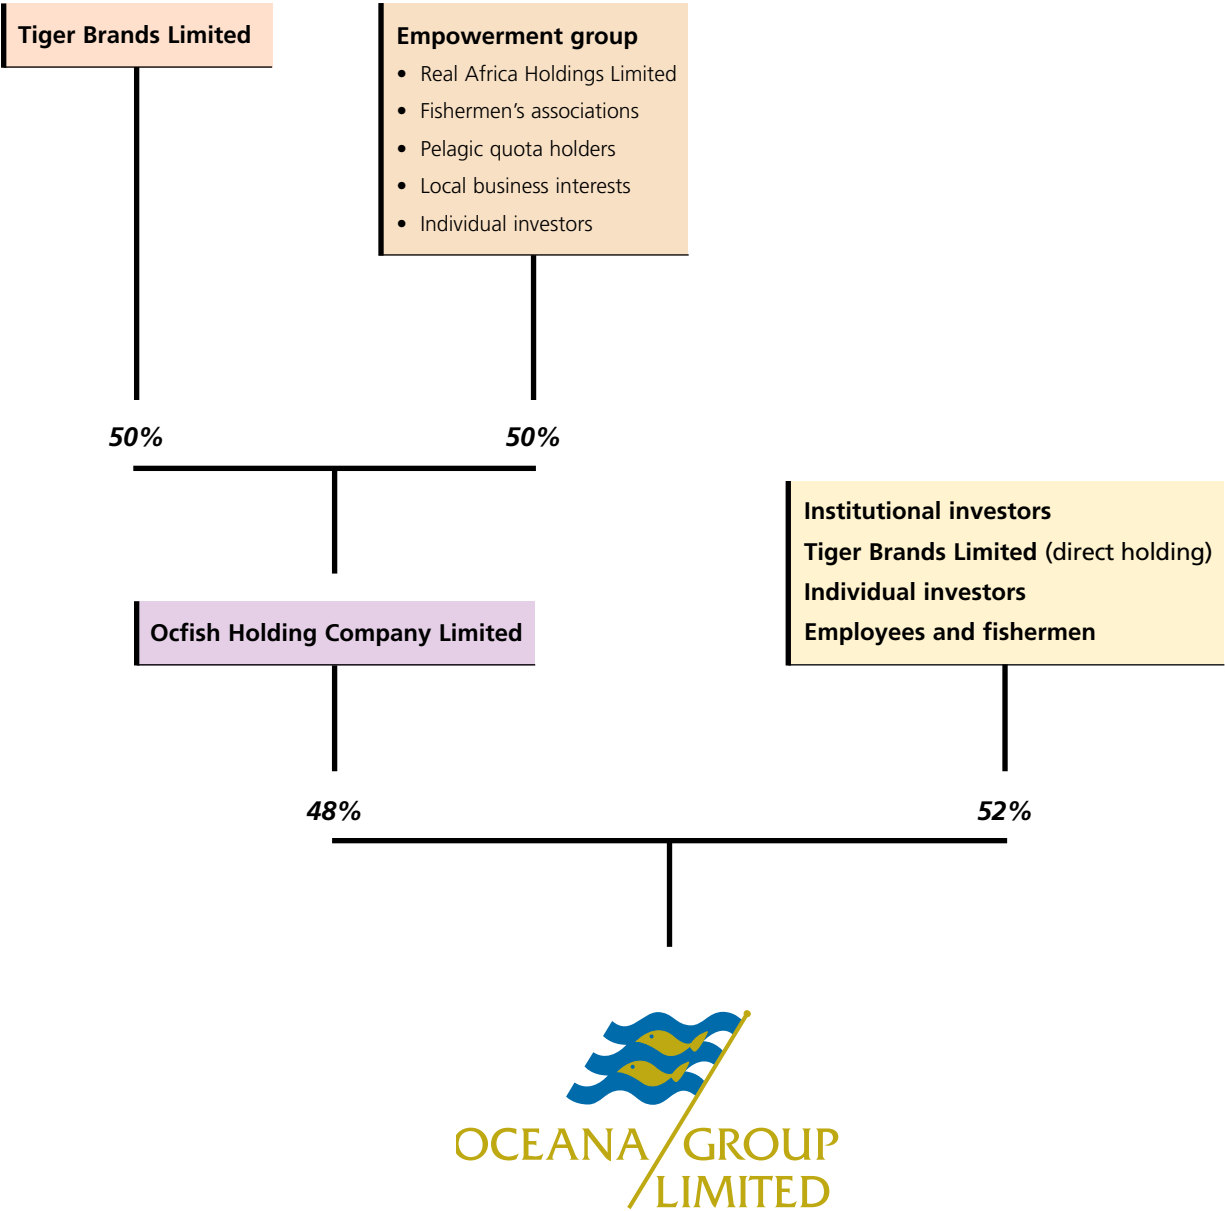 Tiger Brands Limited
Empowerment group
• Real Africa Holdings Limited
• Fishermen’s associations
• Pelagic quota holders
• Local business interests
• Individual investors
50%
50%
Institutional investors
Tiger Brands Limited (direct holding)
Individual investors
Employees and fishermen
Ocfish Holding Company Limited
48%
52%
OCEANA GROUP
LIMITED